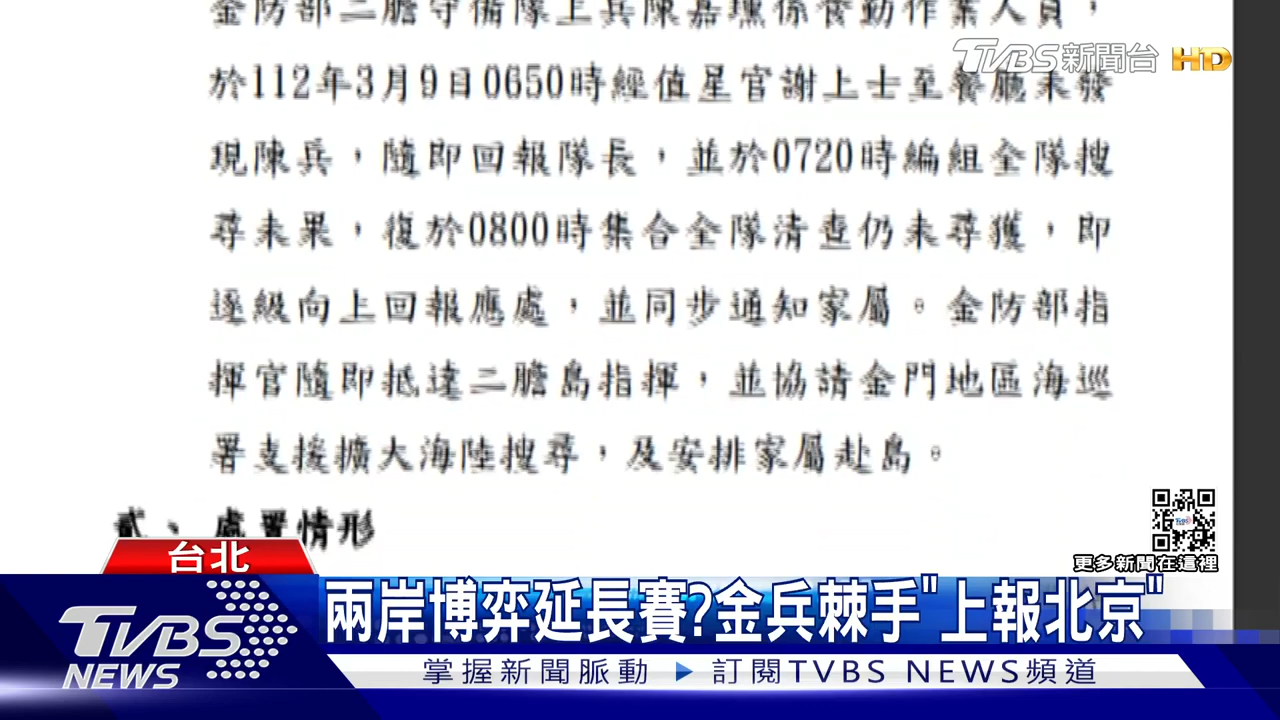 金防部二膽守備隊上兵陳嘉壎係養勤作業人員,
於112年3月9日0650時經值星官謝上士至餐廳未發
現陳兵,隨即回報隊長,並於0720時編組全隊搜
尋未果,復於0800時集合全隊清查仍未尋獲,即
逐級向上回報應處,並同步通知家屬。金防部指
揮官隨即抵達二膽島指揮,並協請金門地區海巡
署支援擴大海陸搜尋,及安排家屬赴島。
貳、處置情形
TVBS新聞台 HD
更多新聞在這裡
台北
TVBS NEWS
兩岸博弈延長賽?金兵棘手"上報北京"
掌握新聞脈動 ▶ 訂閱TVBS NEWS頻道